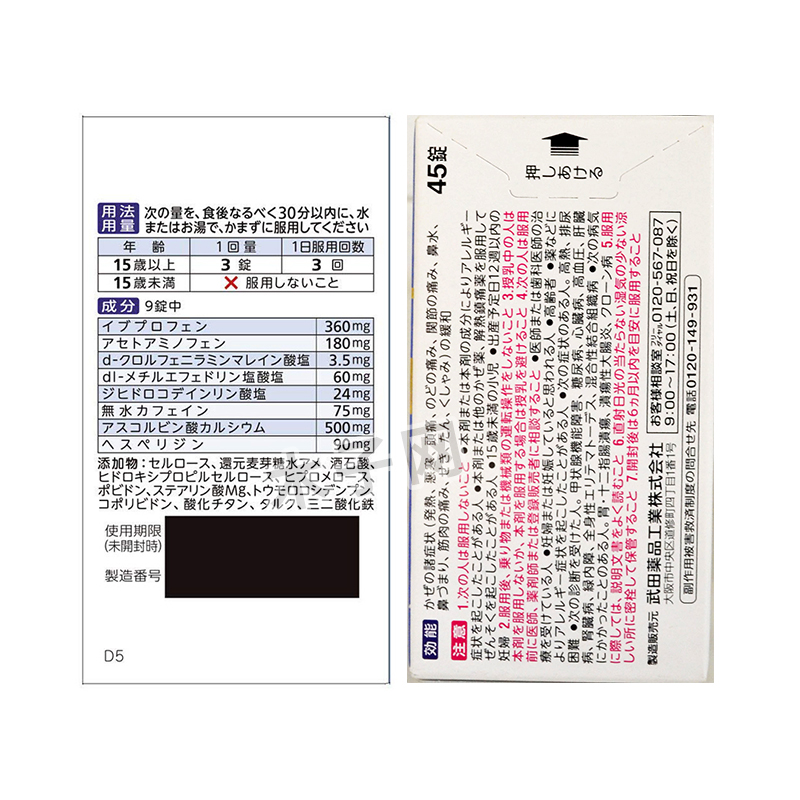 用法
用量
次の量を、食後なるべく30分以内に、水
またはお湯で、かまずに服用してください
年齢 1回量 1日服用回数
15歳以上 3錠 3回
15歳未満 ✕ 服用しないこと
成分 9錠中
イブプロフェン 360mg
アセトアミノフェン 180mg
d-クロルフェニラミンマレイン酸塩 3.5mg
dl-メチルエフェドリン塩酸塩 60mg
ジヒドロコデインリン酸塩 24mg
無水カフェイン 75mg
アスコルビン酸カルシウム 500mg
ヘスペリジン 90mg
添加物：セルロース、還元麦芽糖水アメ、酒石酸、
ヒドロキシプロピルセルロース、ヒプロメロース、
ポビドン、ステアリン酸Mg、トウモロコシデンプン、
コポリビドン、酸化チタン、タルク、三二酸化鉄
使用期限
(未開封時)
製造番号
D5
押しあける
45錠
効能
かぜの諸症状（発熱、悪寒、頭痛、のどの痛み、関節の痛み、鼻水、
鼻づまり、筋肉の痛み、せき、たん、くしゃみ）の緩和
注意
1.次の人は服用しないこと ●本剤または本剤の成分によりアレルギー
症状を起こしたことがある人 ●本剤または他のかぜ薬、解熱鎮痛薬を服用して
ぜんそくを起こしたことがある人 ●15歳未満の小児 ●出産予定日12週以内の
妊婦 2.服用後、乗り物または機械類の運転操作をしないこと 3.授乳中の人は
本剤を服用しないか、本剤を服用する場合は授乳を避けること 4.次の人は服用
前に医師、薬剤師または登録販売者に相談すること ●医師または歯科医師の治
療を受けている人 ●妊婦または妊娠していると思われる人 ●高齢者 ●薬などに
よりアレルギー症状を起こしたことがある人 ●次の症状のある人。高熱、排尿
困難 ●次の診断を受けた人。甲状腺機能障害、糖尿病、心臓病、高血圧、肝臓
病、腎臓病、緑内障、全身性エリテマトーデス、混合性結合組織病 ●次の病気
にかかったことがある人。胃・十二指腸潰瘍、潰瘍性大腸炎、クローン病 5.服用
に際しては、説明文書をよく読むこと 6.直射日光の当たらない湿気の少ない涼
しい所に密栓して保管すること 7.開封後は6ヵ月以内を目安に服用すること
製造販売元 武田薬品工業株式会社
大阪市中央区道修町四丁目1番1号
お客様相談室 フリーダイヤル 0120-567-087
9:00〜17:00(土、日、祝日を除く)
副作用被害救済制度の問合せ先 電話0120-149-931